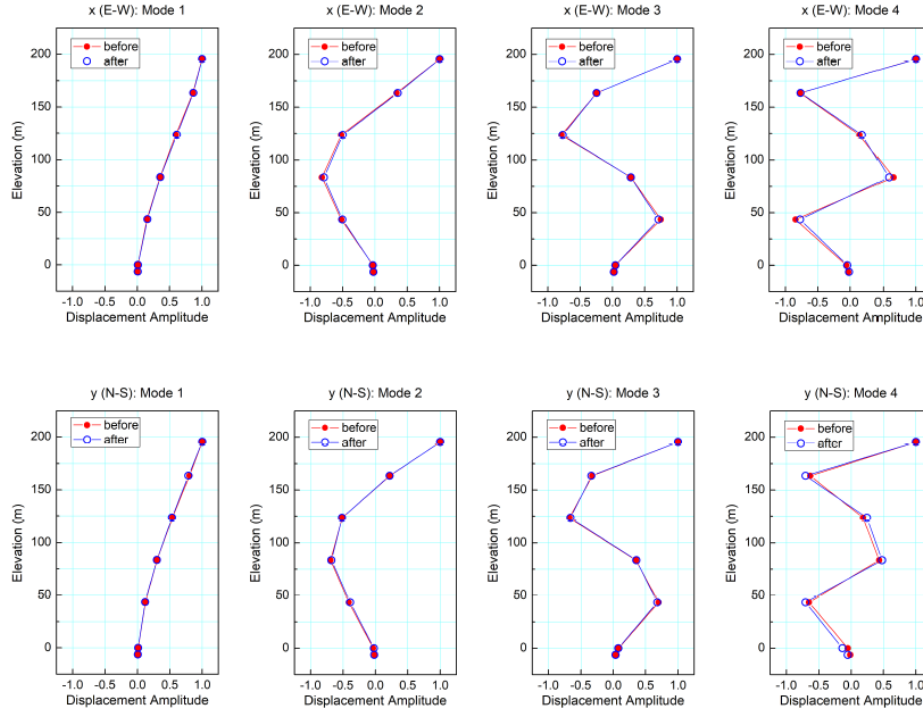 x (E-W): Mode 1
x (E-W): Mode 2
x (E-W): Mode 3
x (E-W): Mode 4
before
after
200
150
100
50
0
Elevation (m)
-1.0 -0.5 0.0 0.5 1.0
Displacement Amplitude
before
after
200
150
100
50
0
Elevation (m)
-1.0 -0.5 0.0 0.5 1.0
Displacement Amplitude
before
after
200
150
100
50
0
Elevation (m)
-1.0 -0.5 0.0 0.5 1.0
Displacement Amplitude
before
after
200
150
100
50
0
Elevation (m)
-1.0 -0.5 0.0 0.5 1.0
Displacement Amplitude
y (N-S): Mode 1
y (N-S): Mode 2
y (N-S): Mode 3
y (N-S): Mode 4
before
after
200
150
100
50
0
Elevation (m)
-1.0 -0.5 0.0 0.5 1.0
Displacement Amplitude
before
after
200
150
100
50
0
Elevation (m)
-1.0 -0.5 0.0 0.5 1.0
Displacement Amplitude
before
after
200
150
100
50
0
Elevation (m)
-1.0 -0.5 0.0 0.5 1.0
Displacement Amplitude
before
after
200
150
100
50
0
Elevation (m)
-1.0 -0.5 0.0 0.5 1.0
Displacement Amplitude